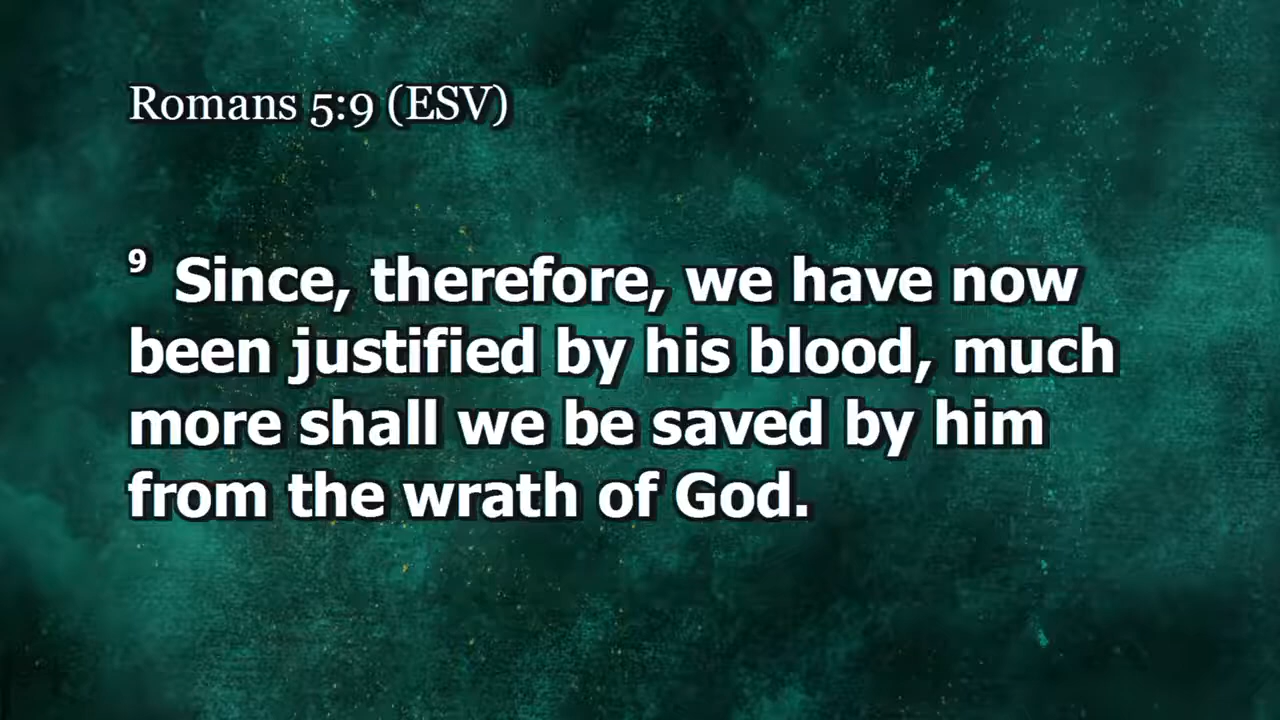 Romans 5:9 (ESV)
9 Since, therefore, we have now
been justified by his blood, much
more shall we be saved by him
from the wrath of God.